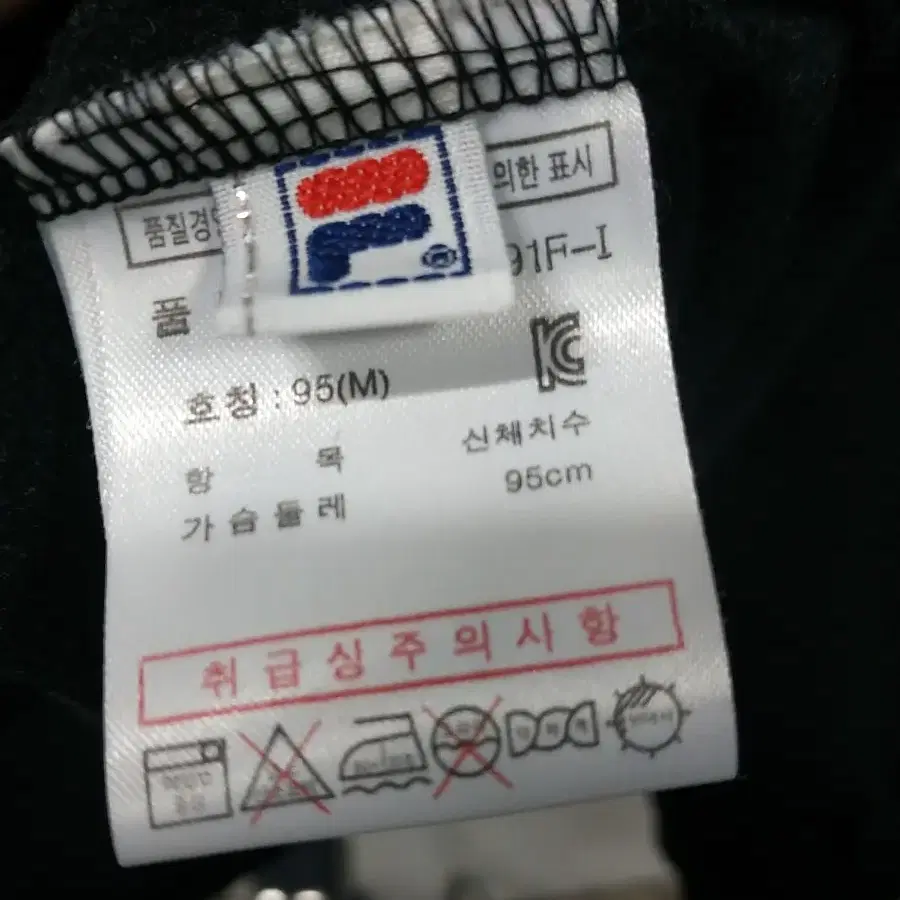 품질경 의한 표시
품 91F-I
호칭 : 95(M)
항 목 신체치수
가슴둘레 95cm
취급상주의사항